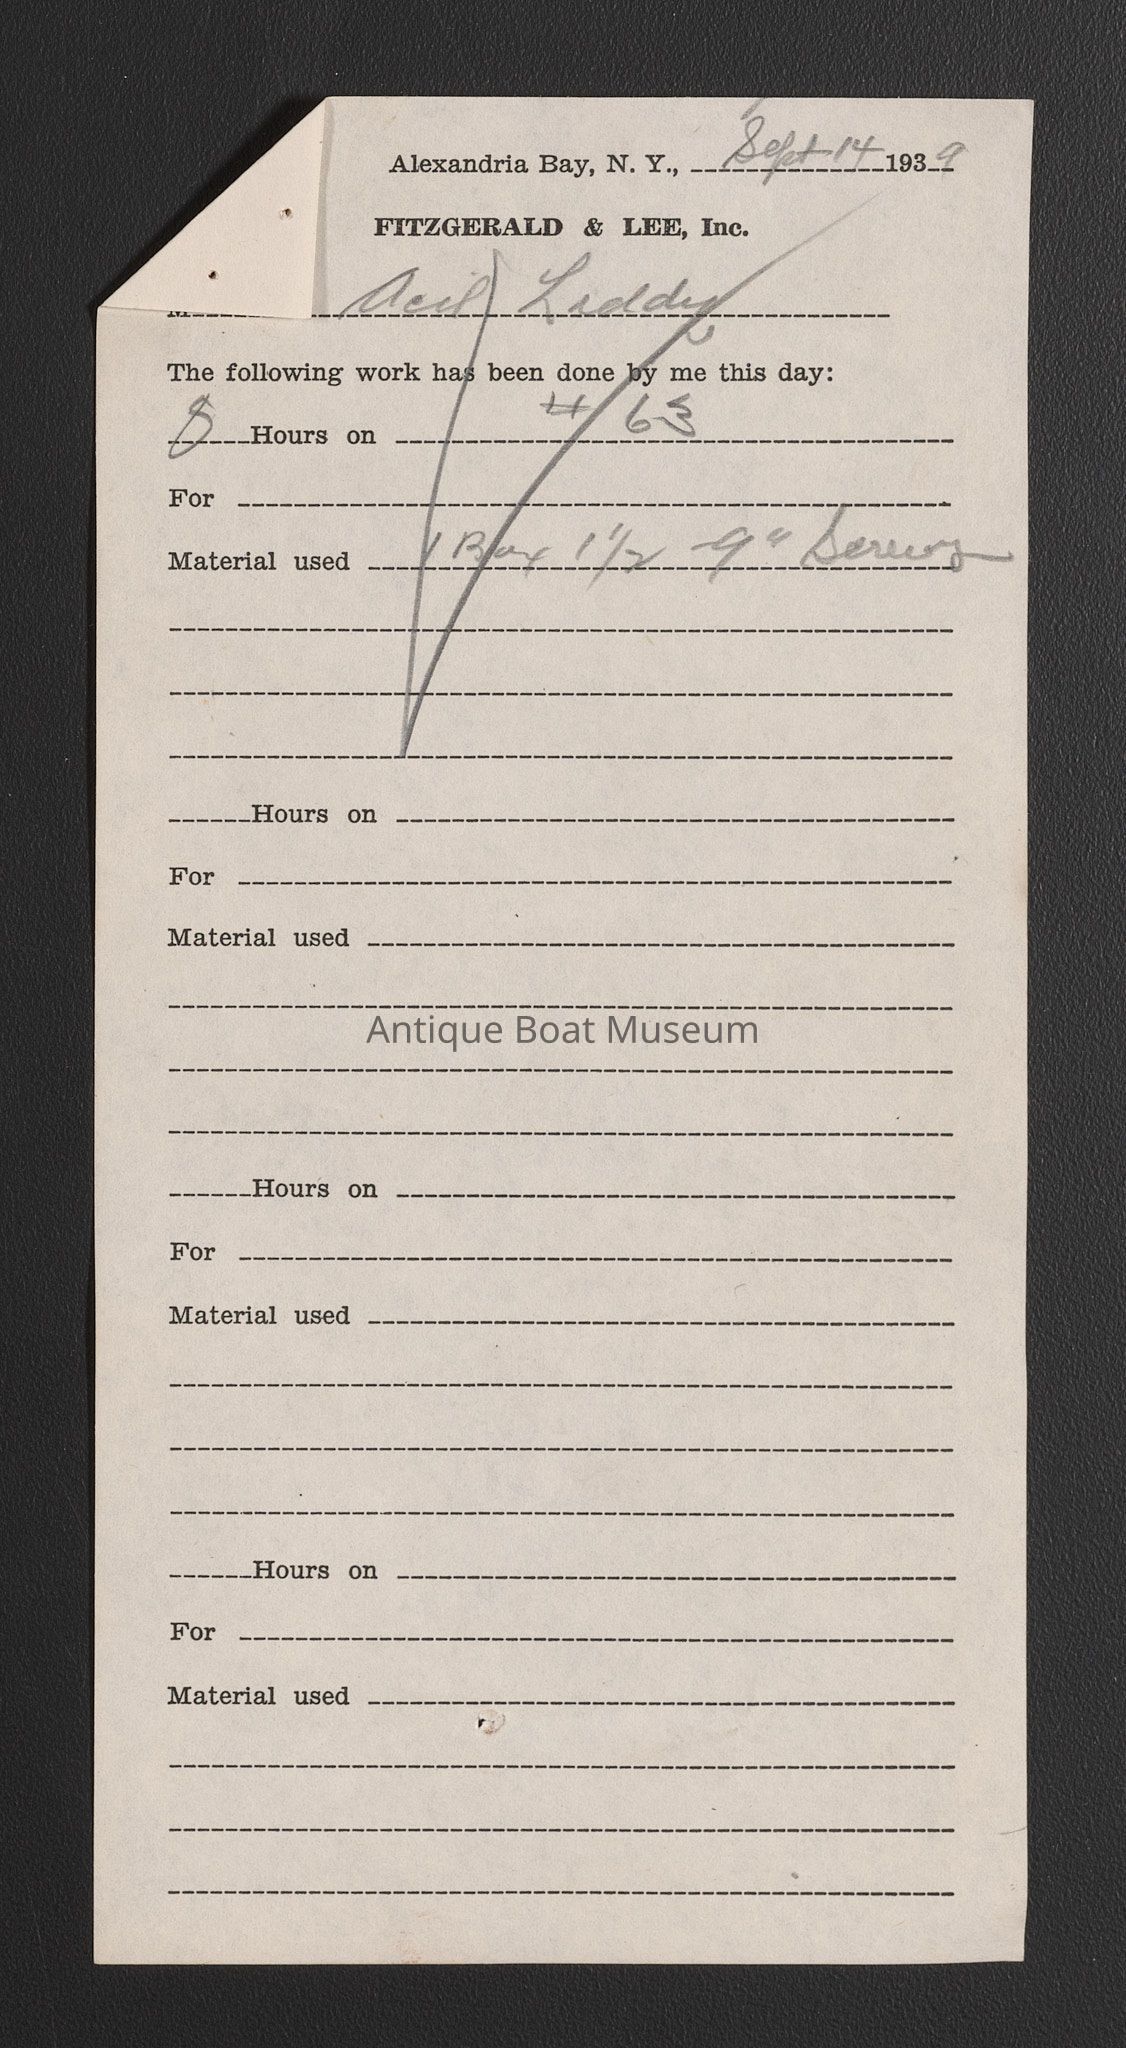 Alexandria Bay, N. Y., Sept 14 1939
FITZGERALD & LEE, Inc.
M Acil Liddy
The following work has been done by me this day:
8 Hours on # 63
For
Material used 1 Box 1 1/2 - 9" Screws
Hours on
For
Material used
Antique Boat Museum
Hours on
For
Material used
Hours on
For
Material used